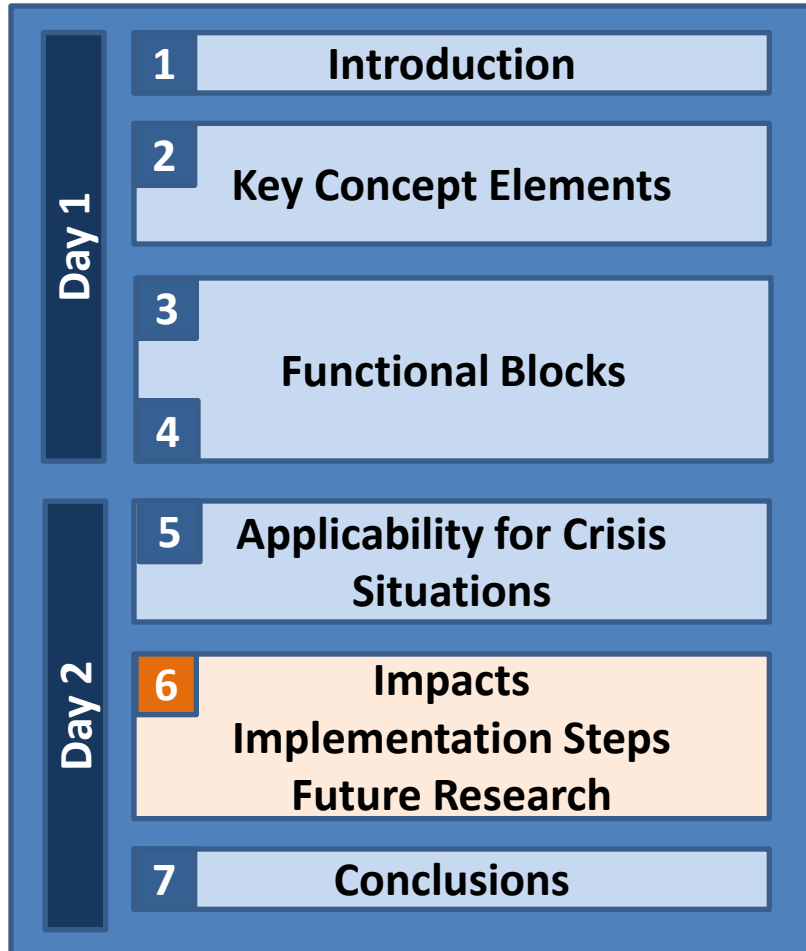 Day 1
1 Introduction
2
Key Concept Elements
3
Functional Blocks
4
Day 2
5 Applicability for Crisis
Situations
6 Impacts
Implementation Steps
Future Research
7 Conclusions